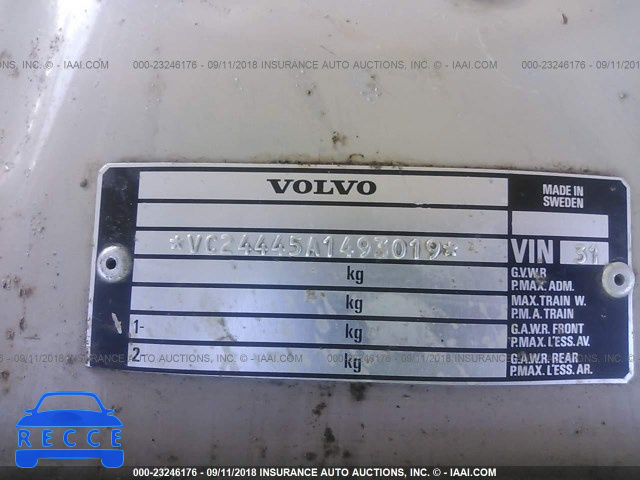 000-23246176 - 09/11/2018 INSURANCE AUTO AUCTIONS, INC. - IAAI.COM
VOLVO
MADE IN
SWEDEN
*VC24445A1493019*
VIN 31
kg G.V.W.R
P.MAX. ADM.
kg MAX. TRAIN W.
P.M.A. TRAIN
1- kg G.A.W.R. FRONT
P.MAX. L'ESS. AV.
2- kg G.A.W.R. REAR
P.MAX. L'ESS. AR.
RECCE
000-23246176 - 09/11/2018 INSURANCE AUTO AUCTIONS, INC. - IAAI.COM